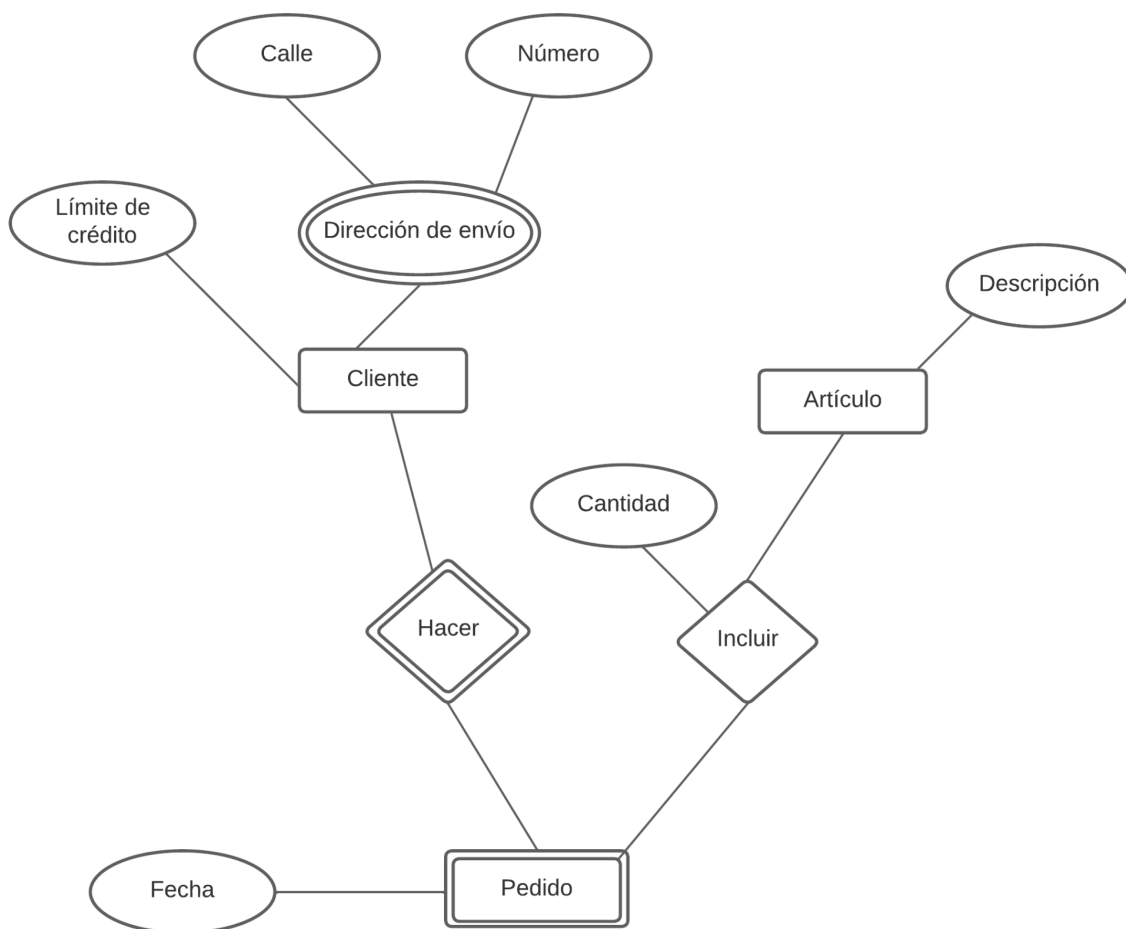 Calle
Número
Límite de
crédito
Dirección de envío
Descripción
Cliente
Artículo
Cantidad
Hacer
Incluir
Fecha
Pedido